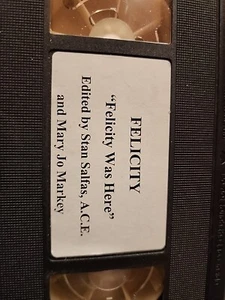 FELICITY
"Felicity Was Here"
Edited by Stan Salfas, A.C.E.
and Mary Jo Markey